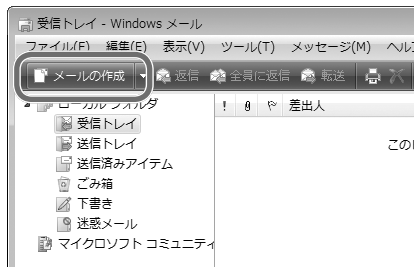 受信トレイ - Windows メール
ファイル(F) 編集(E) 表示(V) ツール(T) メッセージ(M) ヘル
メールの作成 返信 全員に返信 転送
! 差出人
ローカル フォルダ
この
受信トレイ
送信トレイ
送信済みアイテム
ごみ箱
下書き
迷惑メール
マイクロソフト コミュニティ